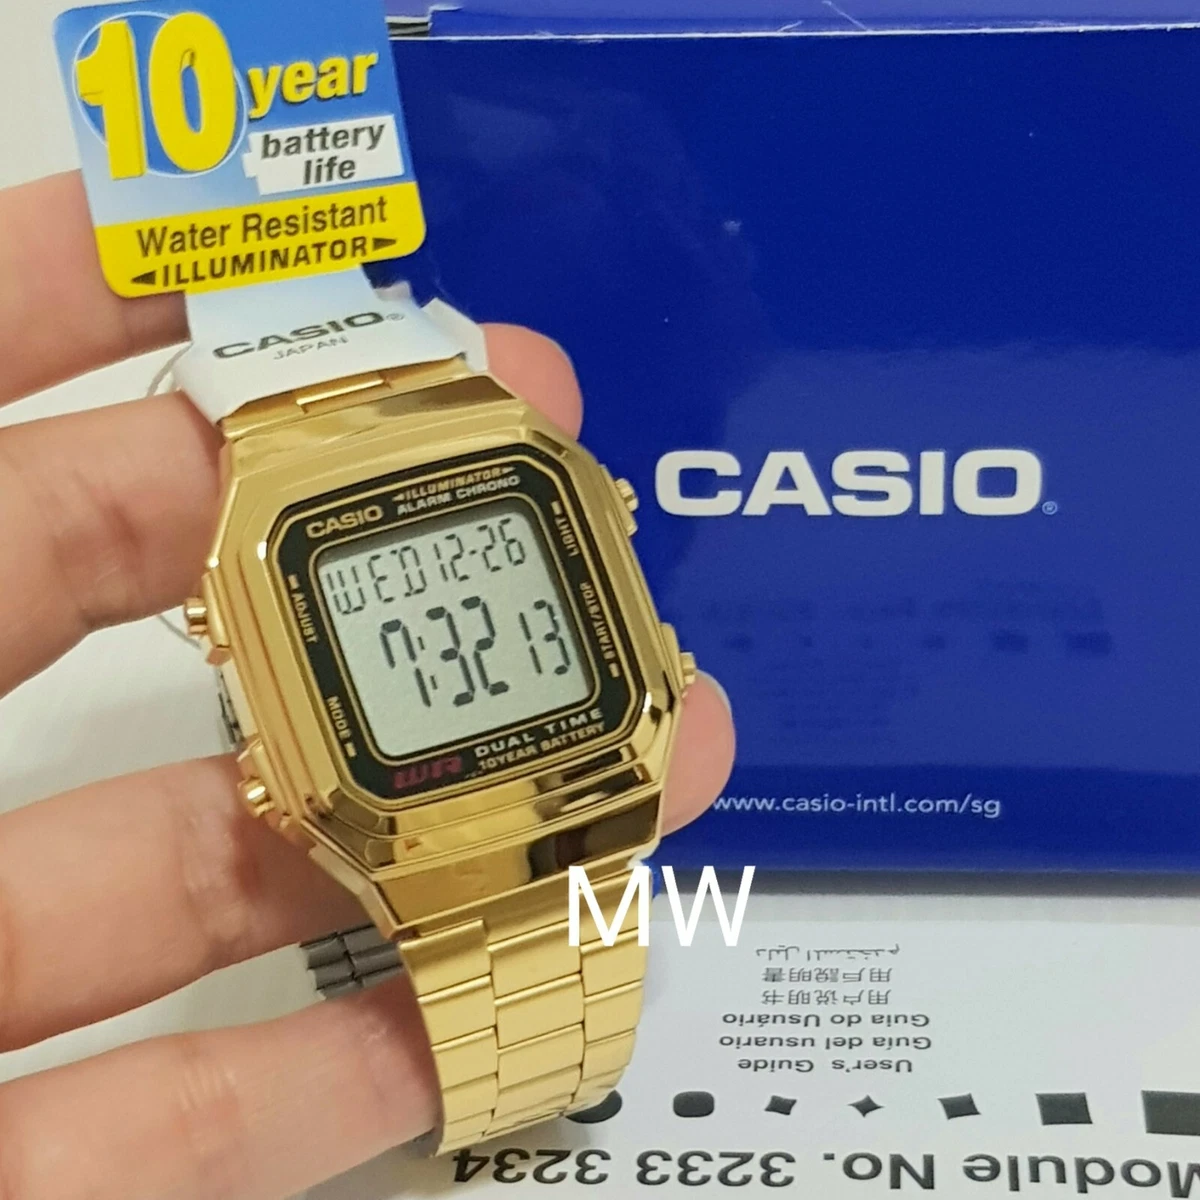 10 year
battery
life
Water Resistant
ILLUMINATOR
CASIO®
JAPAN
CASIO®
ILLUMINATOR
CASIO ALARM CHRONO
LIGHT
ADJUST
WED 12-26
7:32 13
START/STOP
MODE
WR DUAL TIME
10YEAR BATTERY
www.casio-intl.com/sg
MW
دليل المستخدم
用戶說明書
用户说明书
Guia do Usuário
Guía del usuario
User's Guide
Module No. 3233 3234